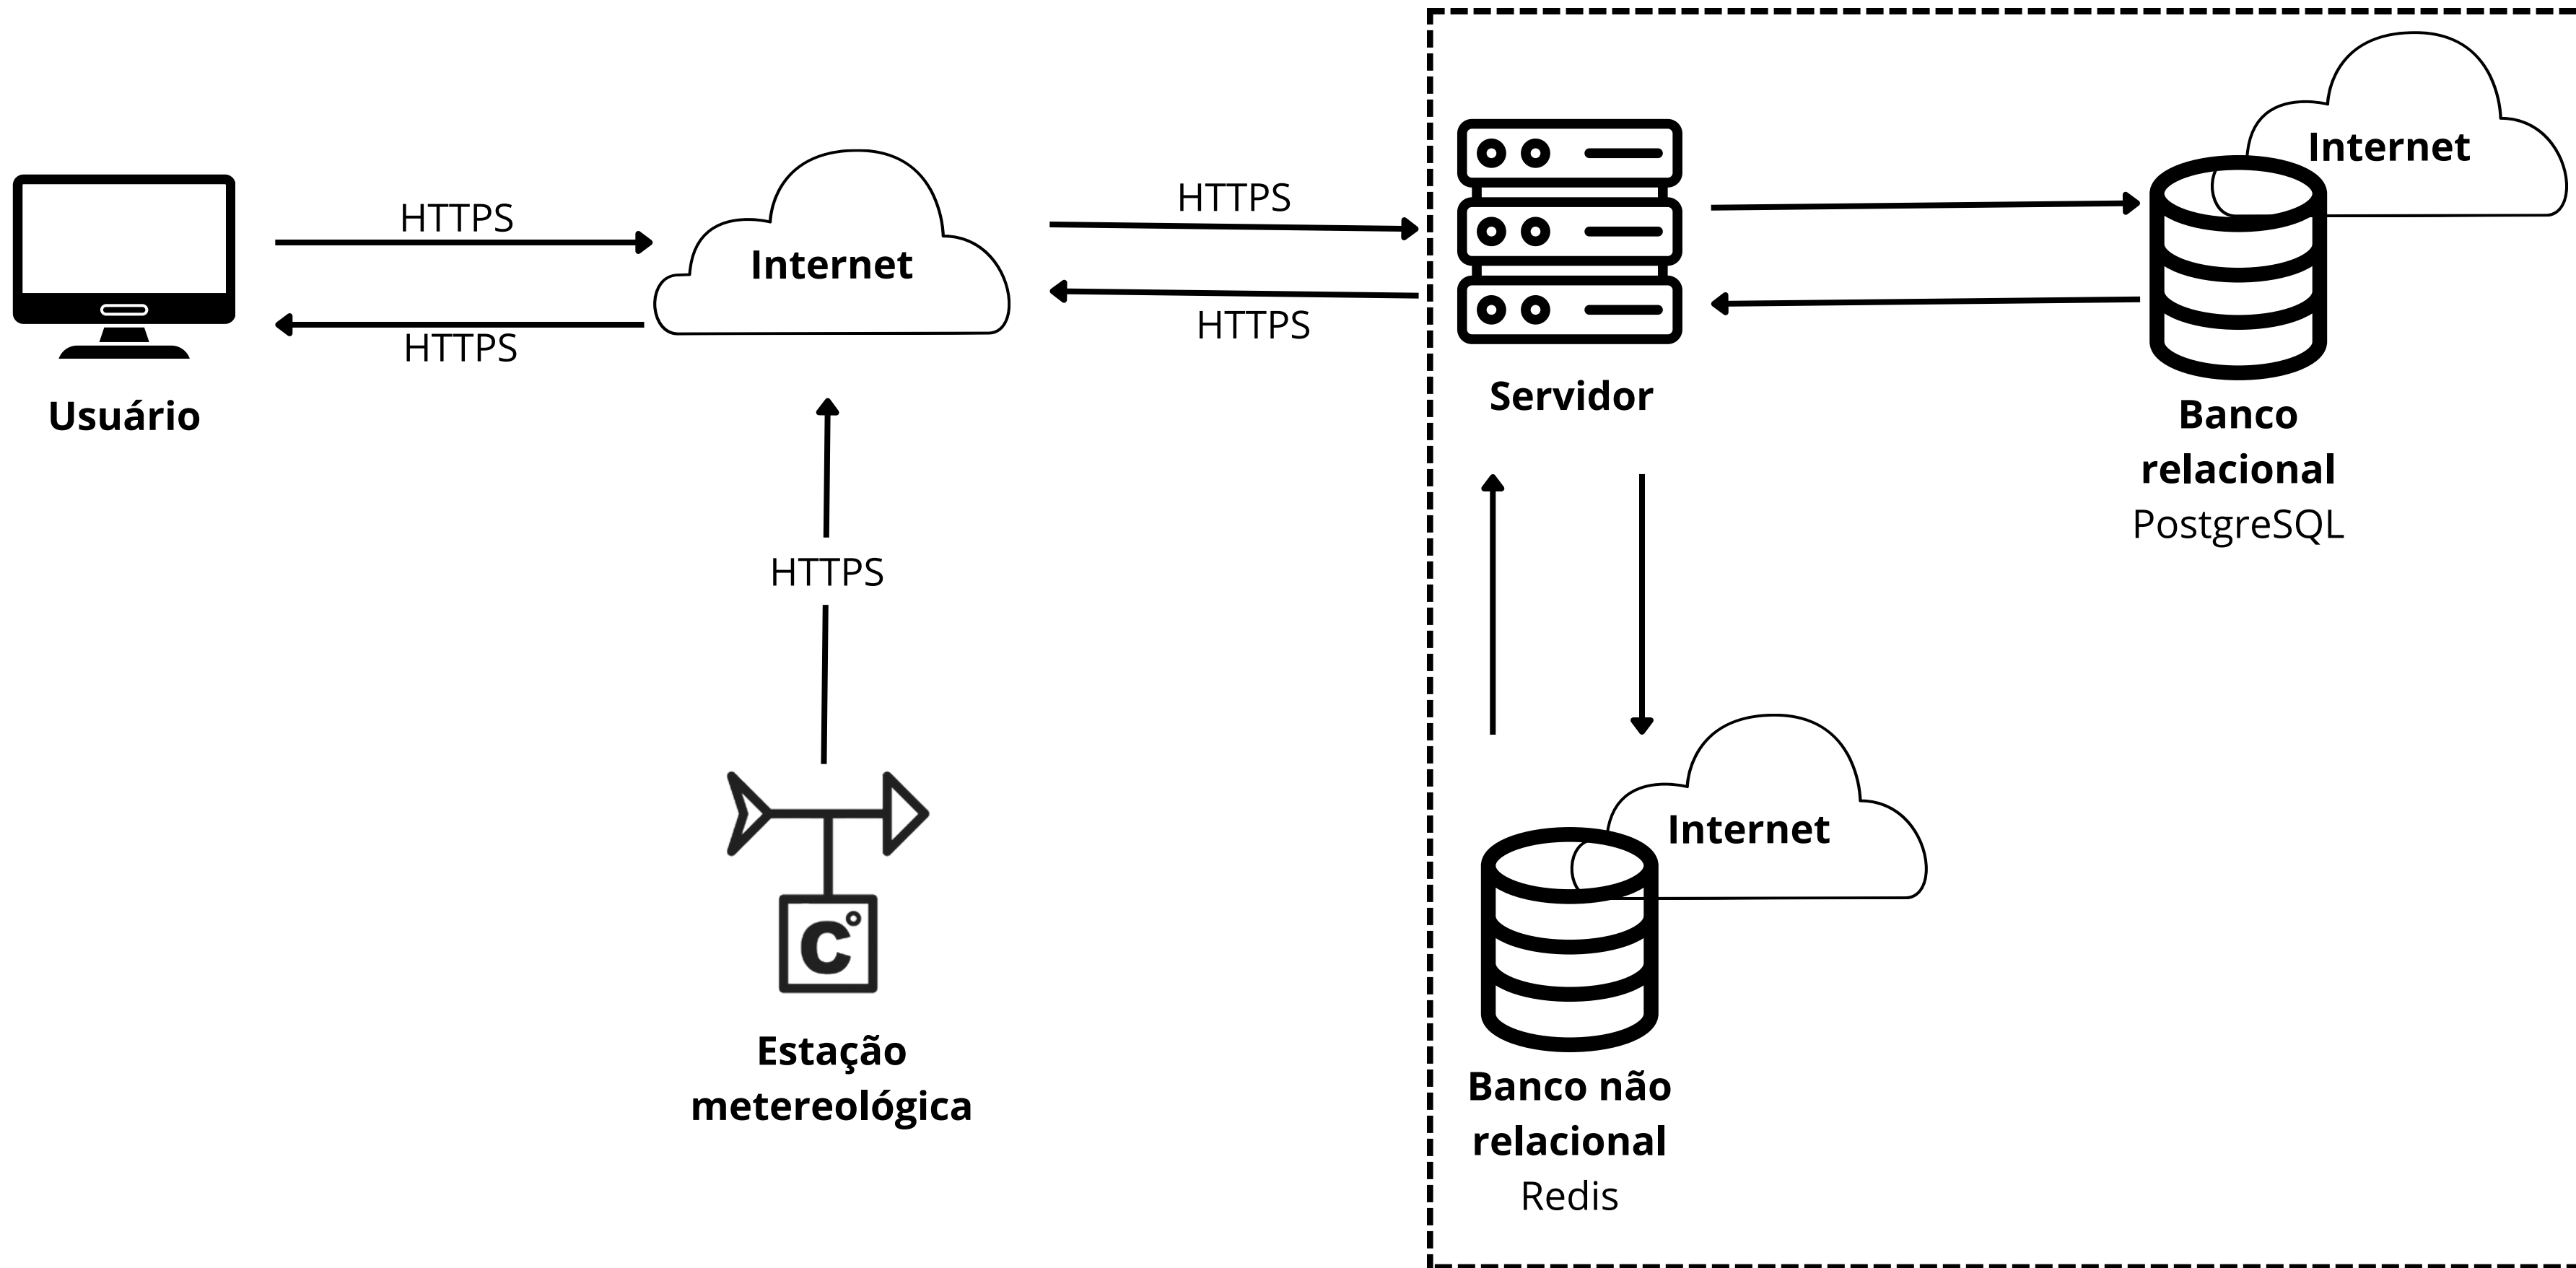 HTTPS
HTTPS
Internet
Usuário
HTTPS
HTTPS
Servidor
Internet
Banco
relacional
PostgreSQL
HTTPS
Estação
metereológica
Internet
Banco não
relacional
Redis